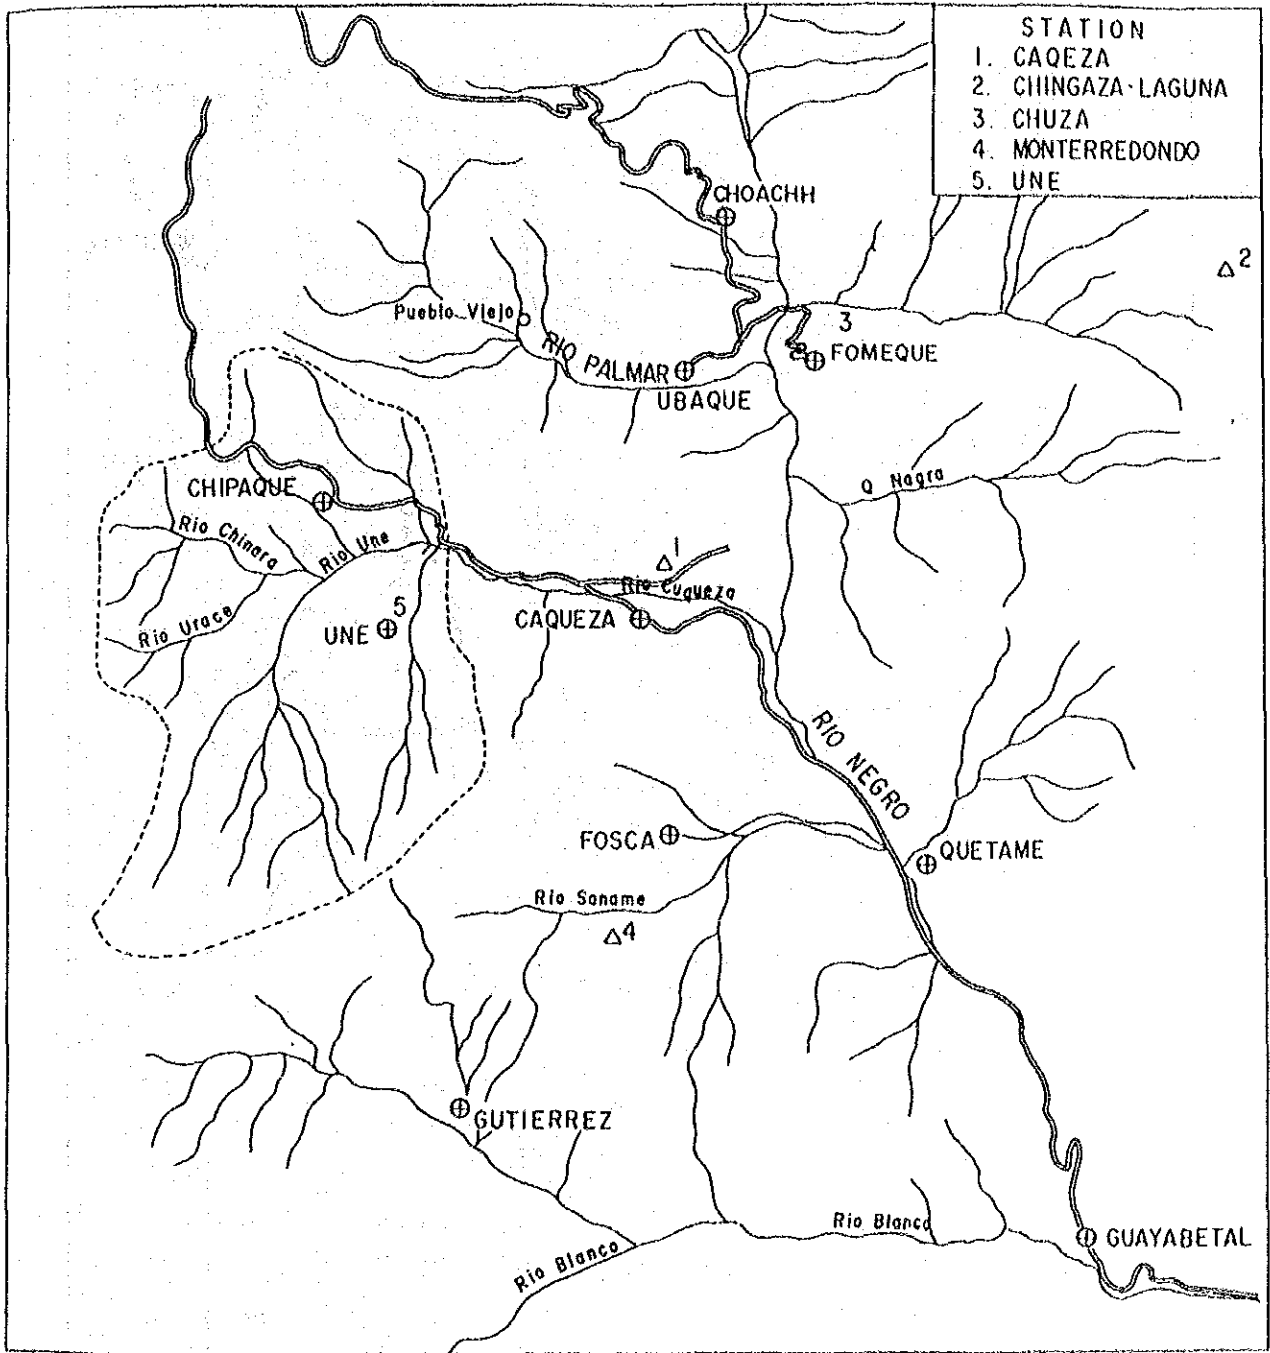 STATION
1. CAQEZA
2. CHINGAZA-LAGUNA
3. CHUZA
4. MONTERREDONDO
5. UNE
CHOACHH
2
Pueblo Viejo
3
RIO PALMAR
FOMEQUE
UBAQUE
CHIPAQUE
Q Nagra
Rio Chinara
Rio Une
1
Rio Cuqueza
5
CAQUEZA
UNE
Rio Urace
RIO NEGRO
FOSCA
QUETAME
Rio Saname
4
GUTIERREZ
Rio Blanco
GUAYABETAL
Rio Blanco